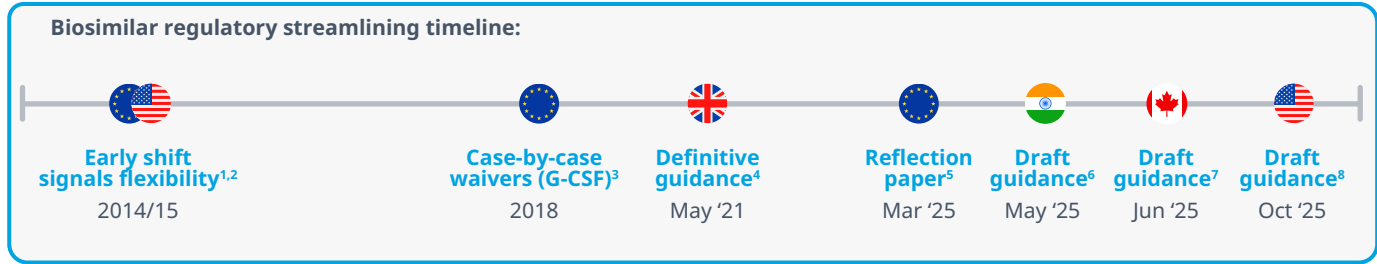 Biosimilar regulatory streamlining timeline:
Early shift
signals flexibility1,2
2014/15
Case-by-case
waivers (G-CSF)3
2018
Definitive
guidance4
May ‘21
Reflection
paper5
Mar ‘25
Draft
guidance6
May ‘25
Draft
guidance7
Jun ‘25
Draft
guidance8
Oct ‘25